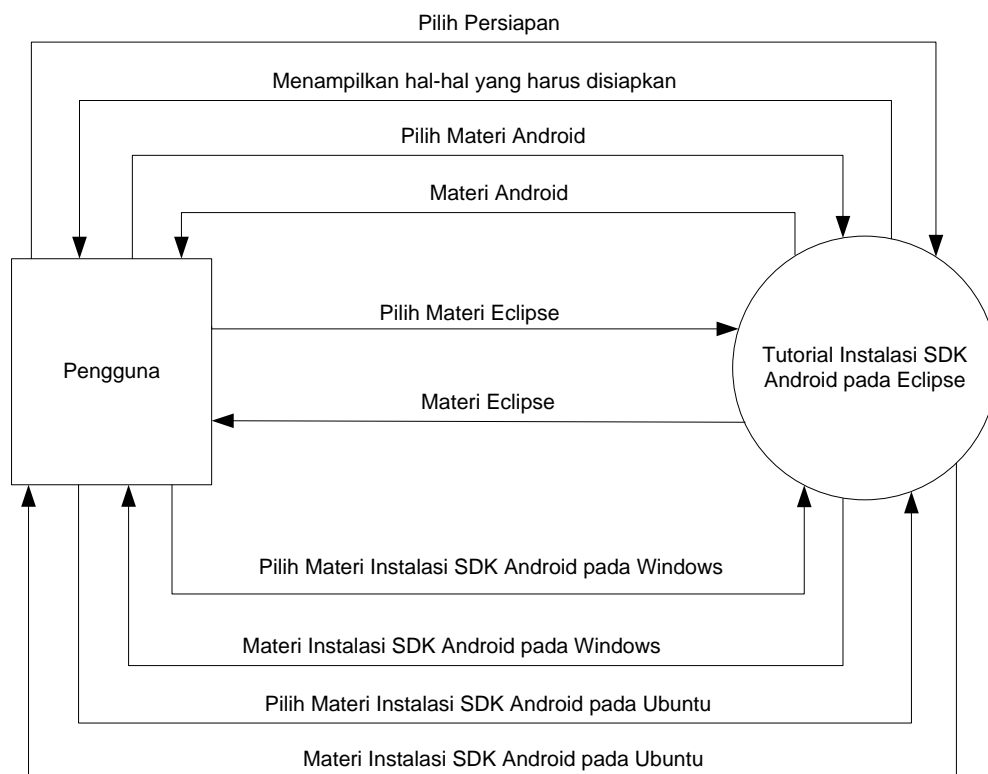 Pilih Persiapan
Menampilkan hal-hal yang harus disiapkan
Pilih Materi Android
Materi Android
Pilih Materi Eclipse
Pengguna
Tutorial Instalasi SDK
Android pada Eclipse
Materi Eclipse
Pilih Materi Instalasi SDK Android pada Windows
Materi Instalasi SDK Android pada Windows
Pilih Materi Instalasi SDK Android pada Ubuntu
Materi Instalasi SDK Android pada Ubuntu